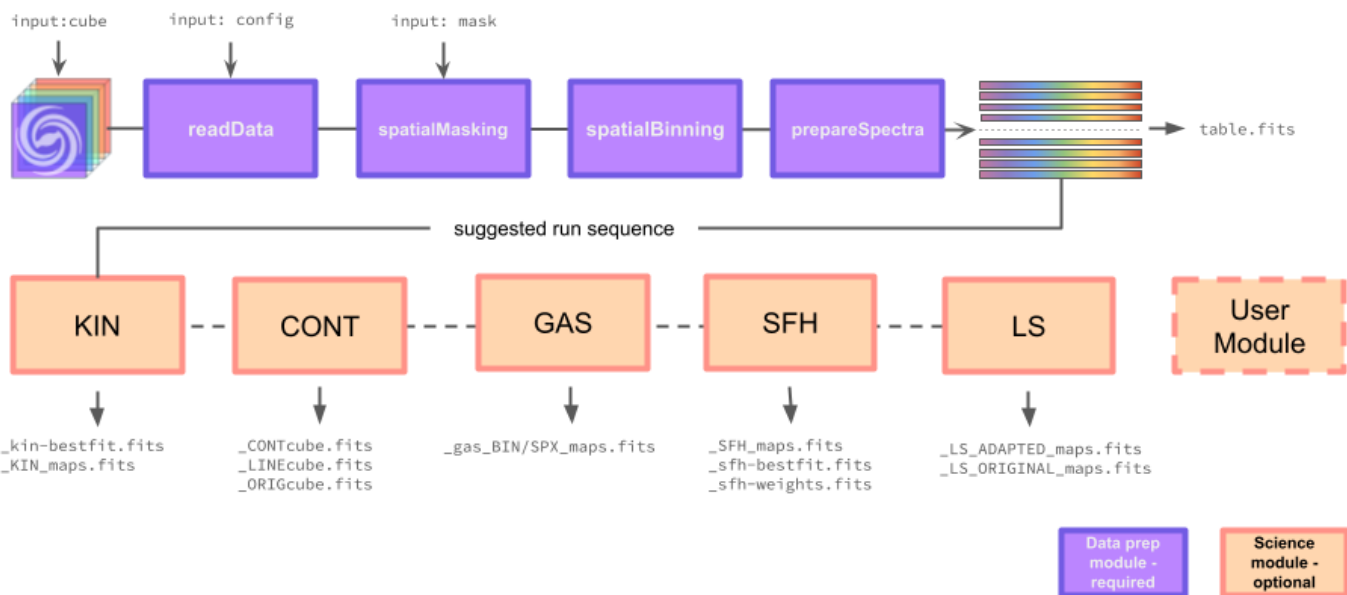 input:cube
input: config
input: mask
readData
spatialMasking
spatialBinning
prepareSpectra
table.fits
suggested run sequence
KIN
CONT
GAS
SFH
LS
User
Module
_kin-bestfit.fits
_KIN_maps.fits
_CONTcube.fits
_LINEcube.fits
_ORIGcube.fits
_gas_BIN/SPX_maps.fits
_SFH_maps.fits
_sfh-bestfit.fits
_sfh-weights.fits
_LS_ADAPTED_maps.fits
_LS_ORIGINAL_maps.fits
Data prep
module -
required
Science
module -
optional